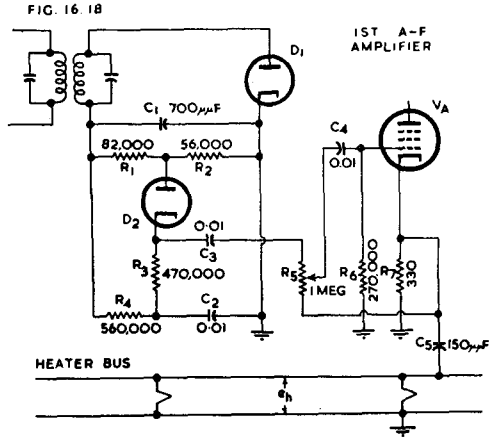 FIG. 16.18
1ST A-F
AMPLIFIER
D1
VA
C1 700μμF
C4
0.01
82,000
R1
56,000
R2
D2
0.01
C3
R3
470,000
R5
1 MEG
R6
270,000
R7
330
R4
560,000
C2
0.01
C5
150μμF
HEATER BUS
eh